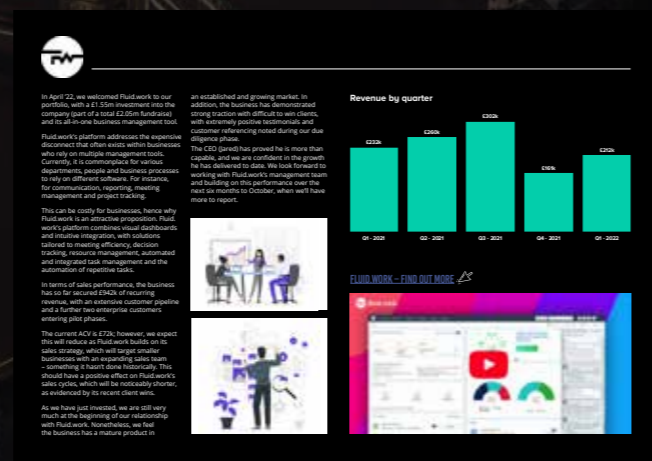 FW
In April '22, we welcomed Fluid.work to our
portfolio, with a £1.55m investment into the
company (part of a total £2.05m fundraise)
and its all-in-one business management tool.
Fluid.work's platform addresses the expensive
disconnect that often exists within businesses
who rely on multiple management tools.
Currently, it is commonplace for various
departments, people and business processes
to rely on different software. For instance,
for communication, reporting, meeting
management and project tracking.
This can be costly for businesses, hence why
Fluid.work is an attractive proposition. Fluid.
work's platform combines visual dashboards
and intuitive integration, with solutions
tailored to meeting efficiency, decision
tracking, resource management, automated
and integrated task management and the
automation of repetitive tasks.
In terms of sales performance, the business
has so far secured £942k of recurring
revenue, with an extensive customer pipeline
and a further two enterprise customers
entering pilot phases.
The current ACV is £72k; however, we expect
this will reduce as Fluid.work builds on its
sales strategy, which will target smaller
businesses with an expanding sales team
– something it hasn't done historically. This
should have a positive effect on Fluid.work's
sales cycles, which will be noticeably shorter,
as evidenced by its recent client wins.
As we have just invested, we are still very
much at the beginning of our relationship
with Fluid.work. Nonetheless, we feel
the business has a mature product in
an established and growing market. In
addition, the business has demonstrated
strong traction with difficult to win clients,
with extremely positive testimonials and
customer referencing noted during our due
diligence phase.
The CEO (Jared) has proved he is more than
capable, and we are confident in the growth
he has delivered to date. We look forward to
working with Fluid.work's management team
and building on this performance over the
next six months to October, when we'll have
more to report.
Revenue by quarter
£232k
£260k
£302k
£161k
£212k
Q1 - 2021
Q2 - 2021
Q3 - 2021
Q4 - 2021
Q1 - 2022
FLUID.WORK – FIND OUT MORE